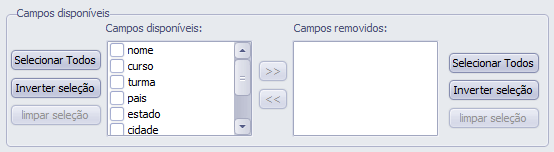 Campos disponíveis
Campos disponíveis:
Campos removidos:
Selecionar Todos
Inverter seleção
limpar seleção
nome
curso
turma
pais
estado
cidade
>>
<<
Selecionar Todos
Inverter seleção
limpar seleção